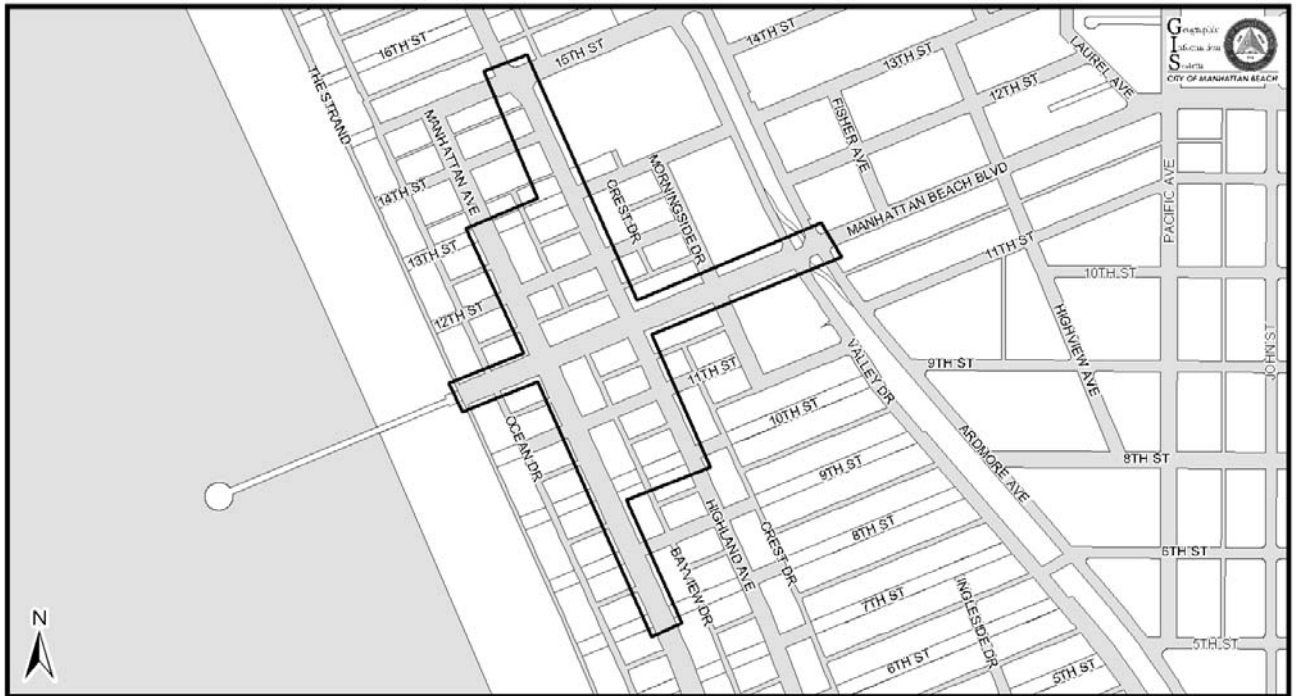 16TH ST
15TH ST
14TH ST
13TH ST
12TH ST
LAUREL AVE
Geographic
Information
System
CITY OF MANHATTAN BEACH
THE STRAND
MANHATTAN AVE
FISHER AVE
14TH ST
13TH ST
12TH ST
CREST DR
MORNINGSIDE DR
MANHATTAN BEACH BLVD
PACIFIC AVE
11TH ST
10TH ST
HIGHVIEW AVE
JOHN ST
9TH ST
VALLEY DR
11TH ST
10TH ST
OCEAN DR
ARDMORE AVE
8TH ST
9TH ST
8TH ST
HIGHLAND AVE
CREST DR
BAYVIEW DR
7TH ST
6TH ST
INGLESIDE DR
6TH ST
5TH ST
5TH ST
N